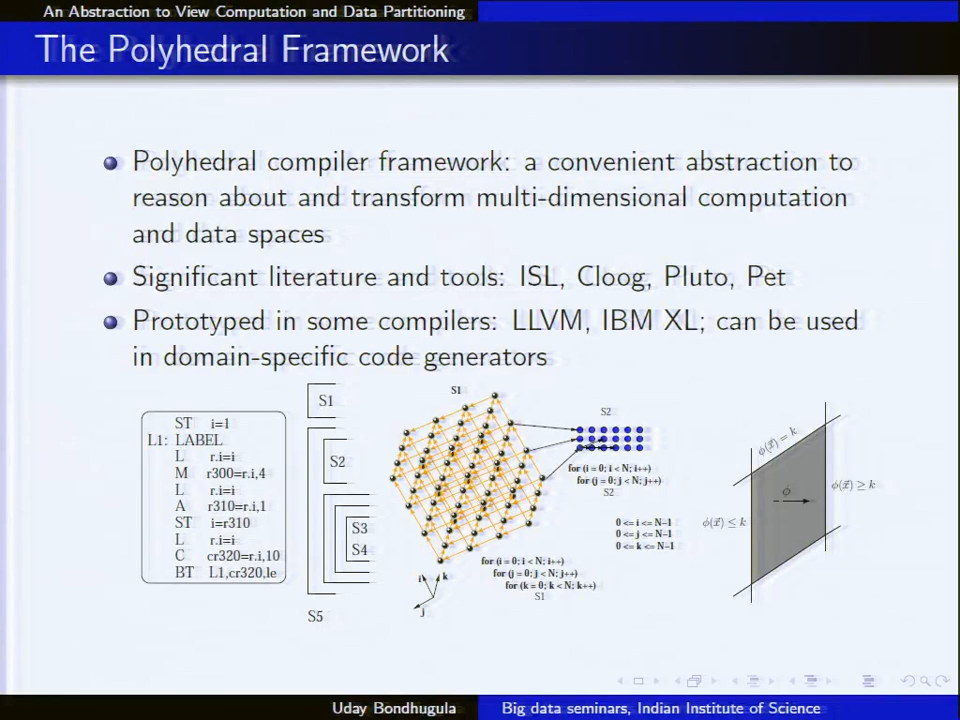 An Abstraction to View Computation and Data Partitioning
The Polyhedral Framework
Polyhedral compiler framework: a convenient abstraction to
reason about and transform multi-dimensional computation
and data spaces
Significant literature and tools: ISL, Cloog, Pluto, Pet
Prototyped in some compilers: LLVM, IBM XL; can be used
in domain-specific code generators
ST i=1
L1: LABEL
L r.i=i
M r300=r.i,4
L r.i=i
A r310=r.i,1
ST i=r310
L r.i=i
C cr320=r.i,10
BT L1,cr320,le
S1
S2
S3
S4
S5
S1
i
k
j
for (i = 0; i < N; i++)
for (j = 0; j < N; j++)
for (k = 0; k < N; k++)
S1
S2
for (i = 0; i < N; i++)
for (j = 0; j < N; j++)
S2
0 <= i <= N−1
0 <= j <= N−1
0 <= k <= N−1
ϕ(x⃗) = k
ϕ(x⃗) ≤ k
ϕ
ϕ(x⃗) ≥ k
Uday Bondhugula
Big data seminars, Indian Institute of Science